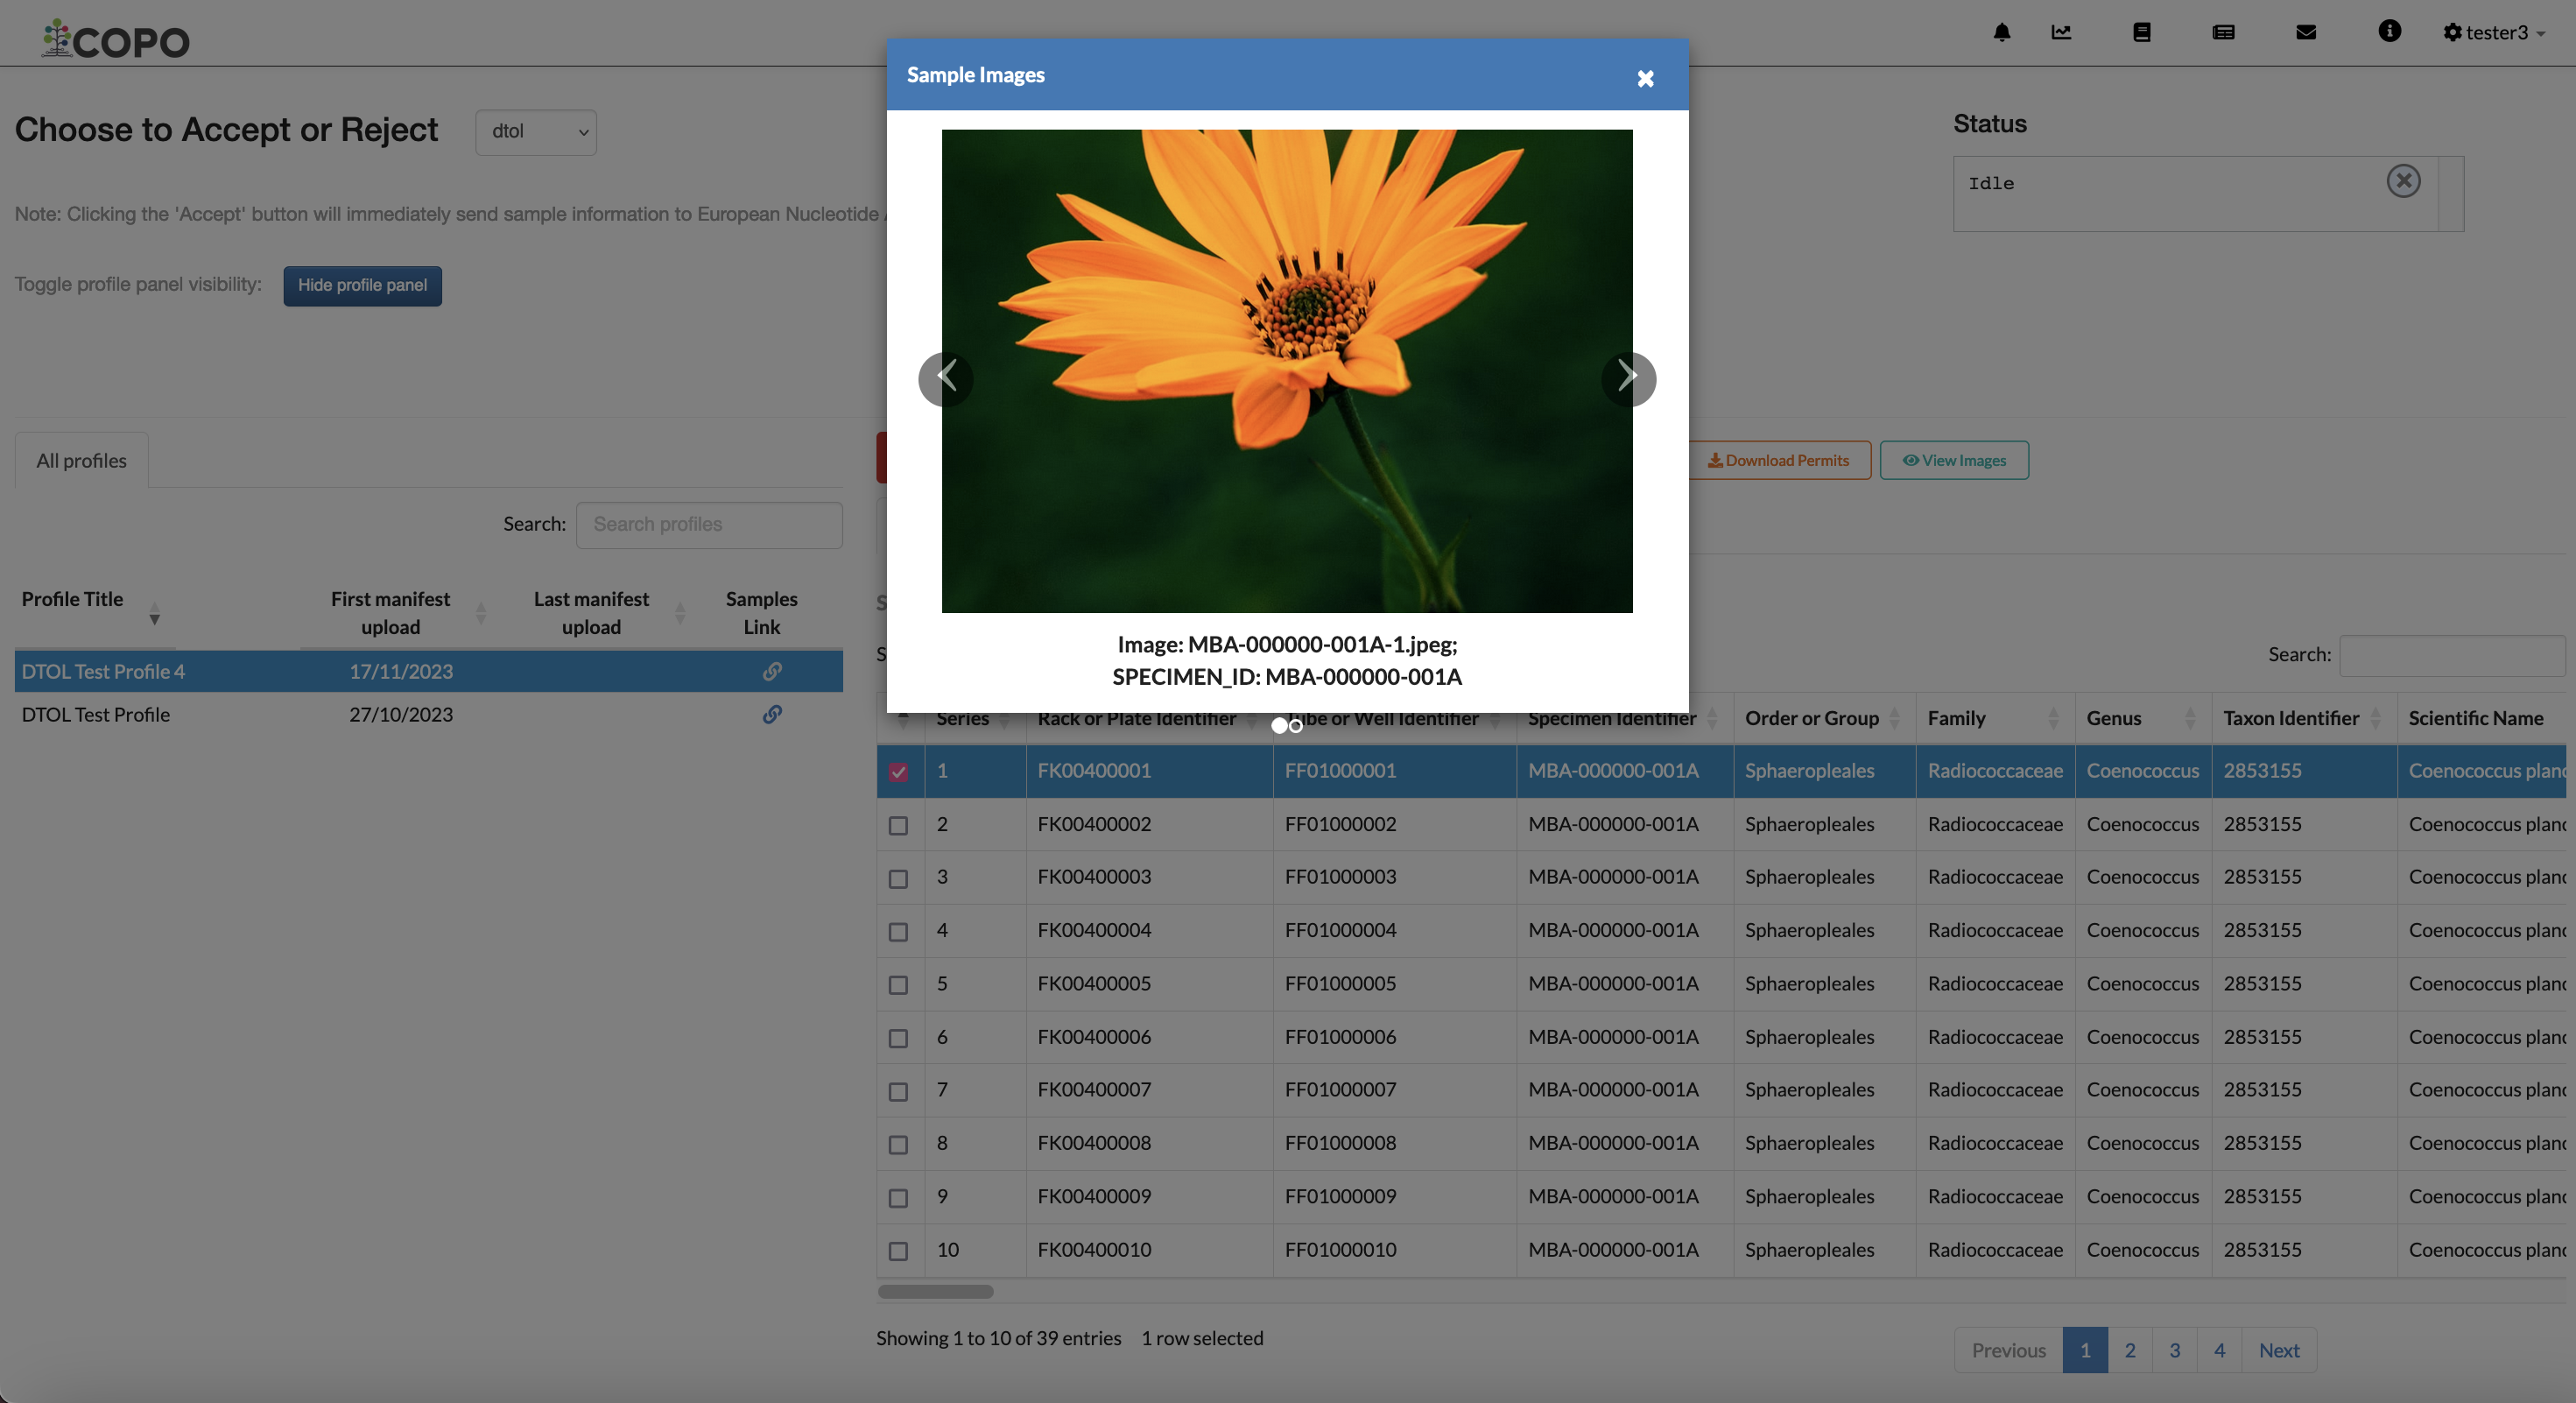 COPO
tester3
Sample Images
Choose to Accept or Reject
dtol
Status
Idle
Note: Clicking the 'Accept' button will immediately send sample information to European Nucleotide
Toggle profile panel visibility:
Hide profile panel
All profiles
Download Permits
View Images
Search:
Search profiles
Profile Title
First manifest upload
Last manifest upload
Samples Link
DTOL Test Profile 4 17/11/2023
DTOL Test Profile 27/10/2023
Image: MBA-000000-001A-1.jpeg;
SPECIMEN_ID: MBA-000000-001A
Search:
Series Rack or Plate Identifier Tube or Well Identifier Specimen Identifier Order or Group Family Genus Taxon Identifier Scientific Name
1 FK00400001 FF01000001 MBA-000000-001A Sphaeropleales Radiococcaceae Coenococcus 2853155 Coenococcus
2 FK00400002 FF01000002 MBA-000000-001A Sphaeropleales Radiococcaceae Coenococcus 2853155 Coenococcus
3 FK00400003 FF01000003 MBA-000000-001A Sphaeropleales Radiococcaceae Coenococcus 2853155 Coenococcus
4 FK00400004 FF01000004 MBA-000000-001A Sphaeropleales Radiococcaceae Coenococcus 2853155 Coenococcus
5 FK00400005 FF01000005 MBA-000000-001A Sphaeropleales Radiococcaceae Coenococcus 2853155 Coenococcus
6 FK00400006 FF01000006 MBA-000000-001A Sphaeropleales Radiococcaceae Coenococcus 2853155 Coenococcus
7 FK00400007 FF01000007 MBA-000000-001A Sphaeropleales Radiococcaceae Coenococcus 2853155 Coenococcus
8 FK00400008 FF01000008 MBA-000000-001A Sphaeropleales Radiococcaceae Coenococcus 2853155 Coenococcus
9 FK00400009 FF01000009 MBA-000000-001A Sphaeropleales Radiococcaceae Coenococcus 2853155 Coenococcus
10 FK00400010 FF01000010 MBA-000000-001A Sphaeropleales Radiococcaceae Coenococcus 2853155 Coenococcus
Showing 1 to 10 of 39 entries 1 row selected
Previous 1 2 3 4 Next